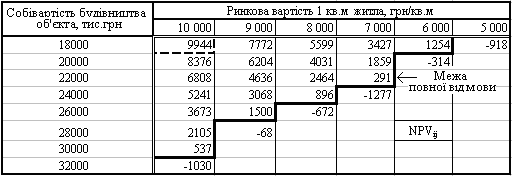 Собівартість будівництва об'єкта, тис.грн
Ринкова вартість 1 кв.м житла, грн/кв.м
10 000 9 000 8 000 7 000 6 000 5 000
18000 9944 7772 5599 3427 1254 -918
20000 8376 6204 4031 1859 -314
22000 6808 4636 2464 291 Межа
повної відмови
24000 5241 3068 896 -1277
26000 3673 1500 -672
28000 2105 -68 NPVij
30000 537
32000 -1030